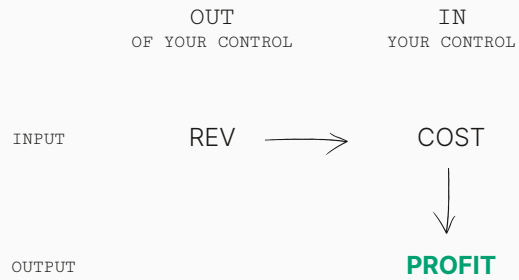 OUT
OF YOUR CONTROL
IN
YOUR CONTROL
INPUT
REV
COST
OUTPUT
PROFIT